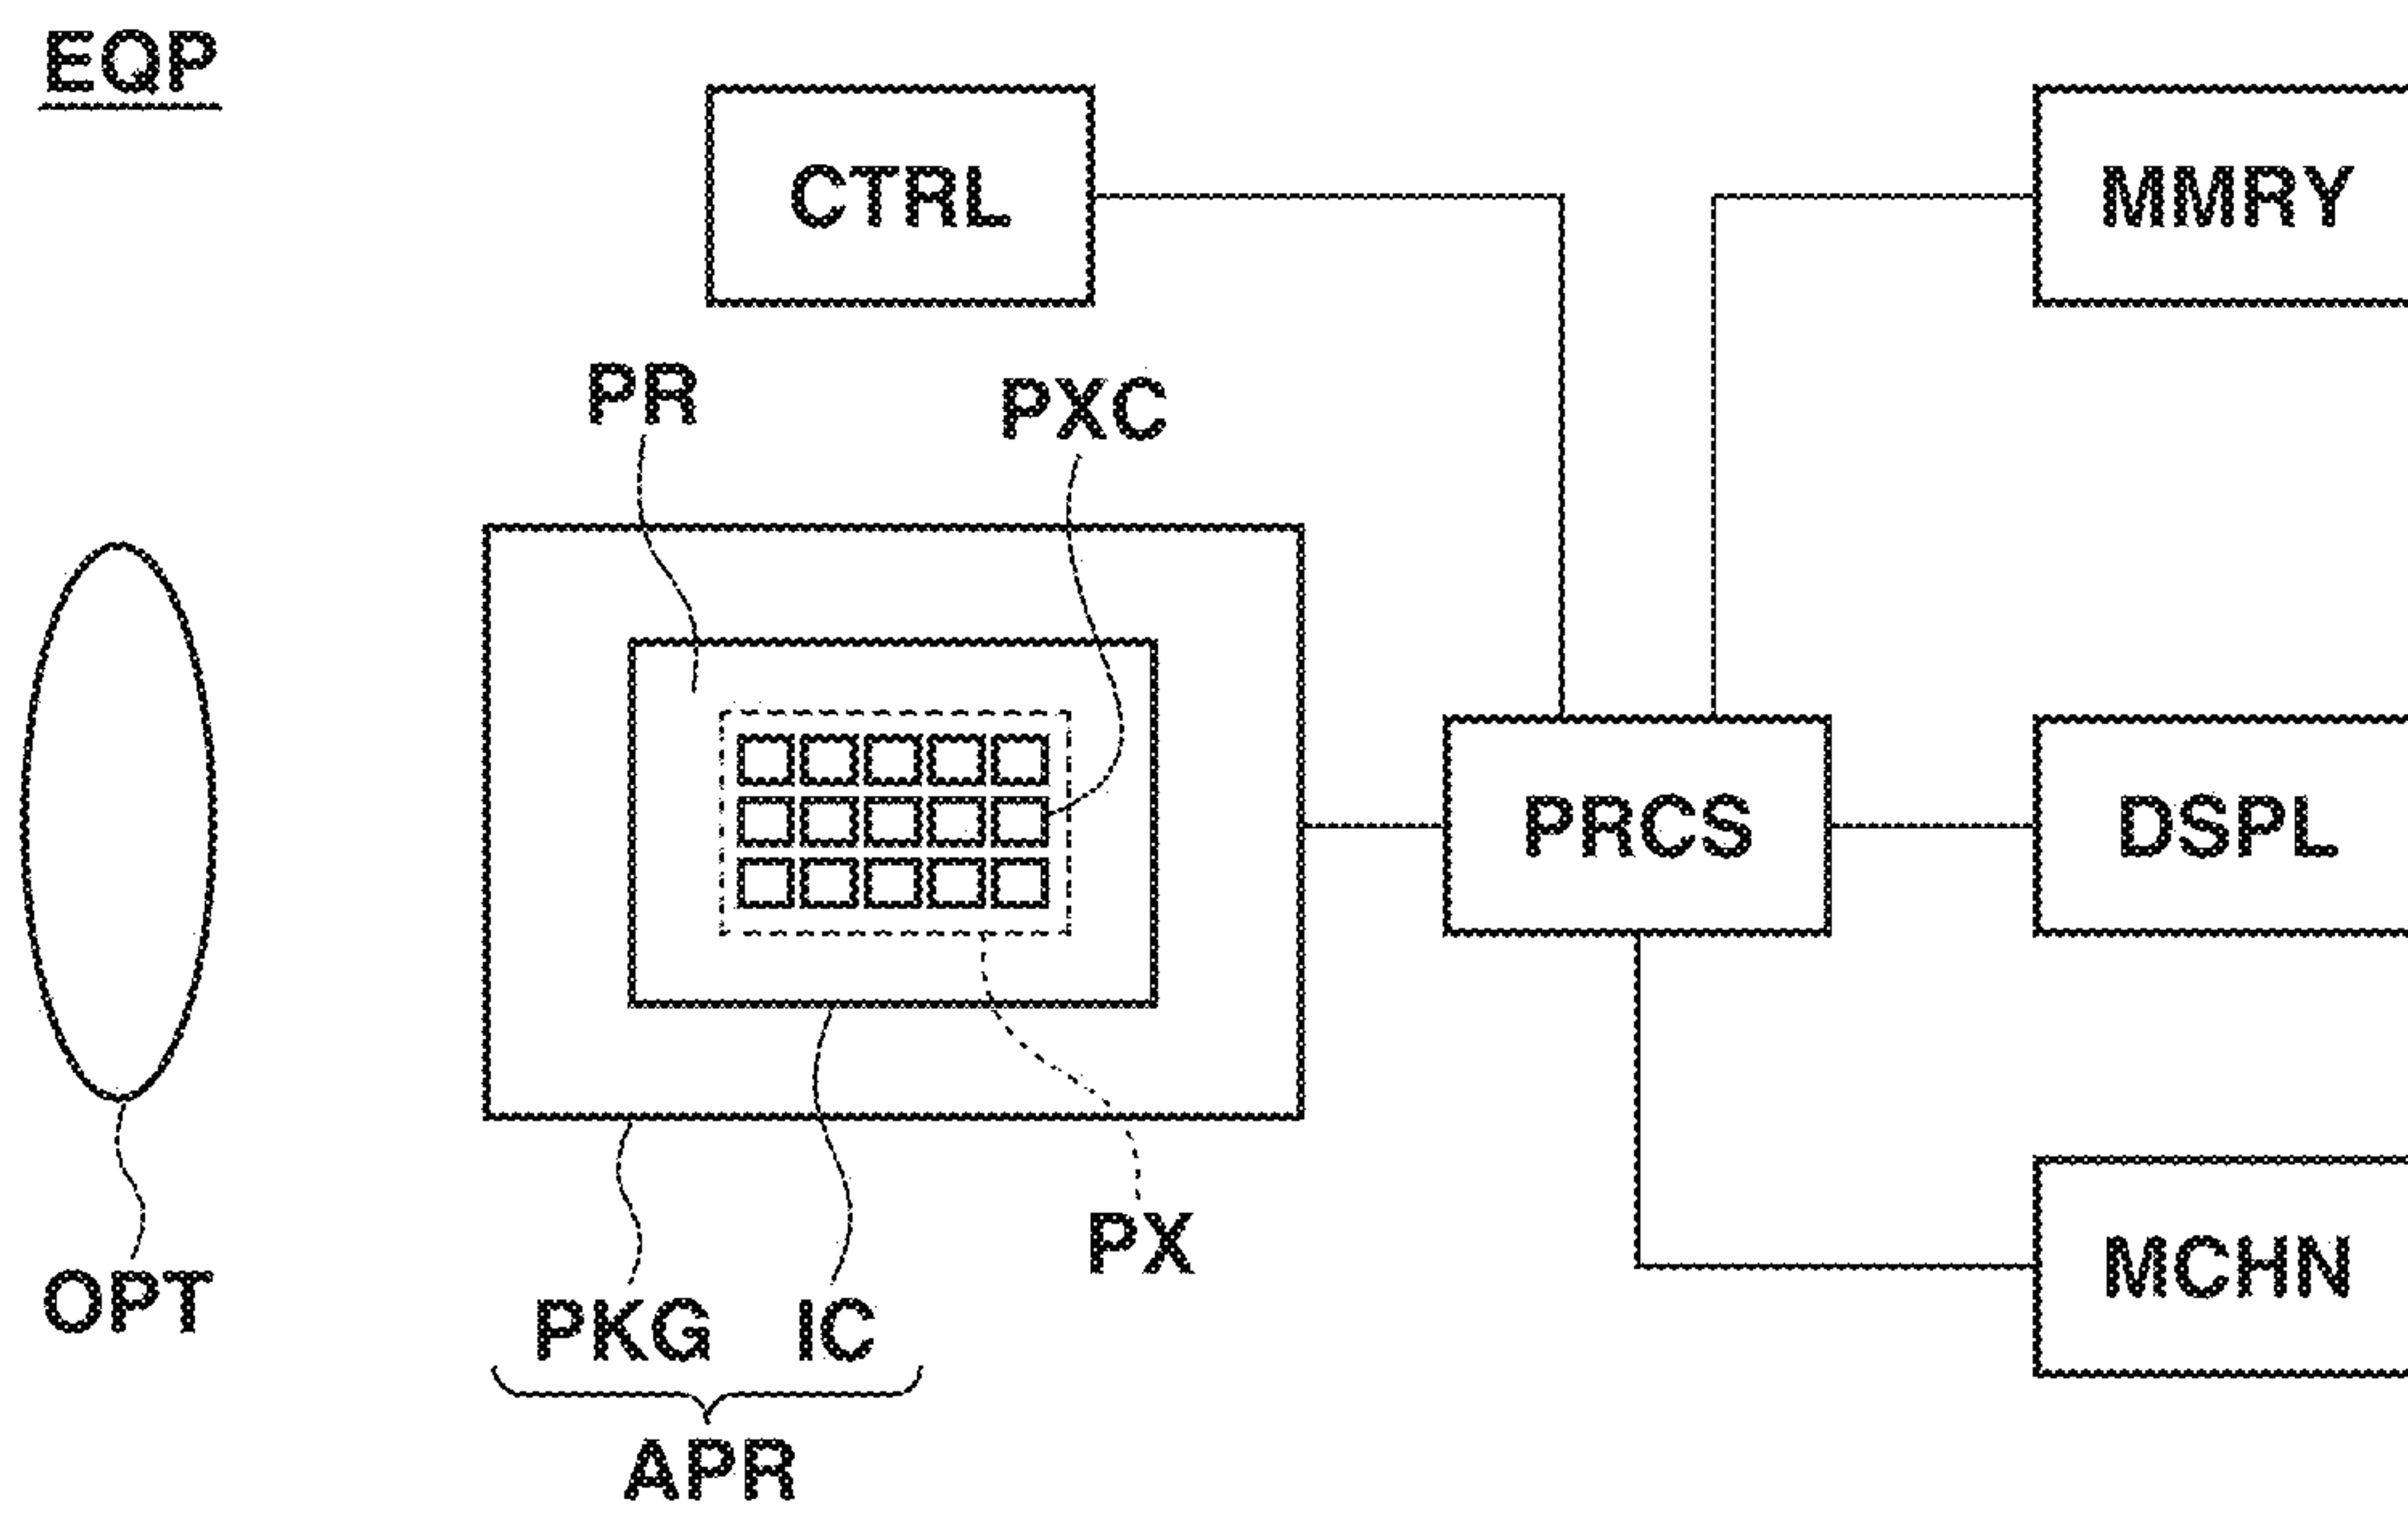 EQP
CTRL
MMRY
PR
PXC
PRCS
DSPL
PX
MCHN
OPT
PKG IC
APR